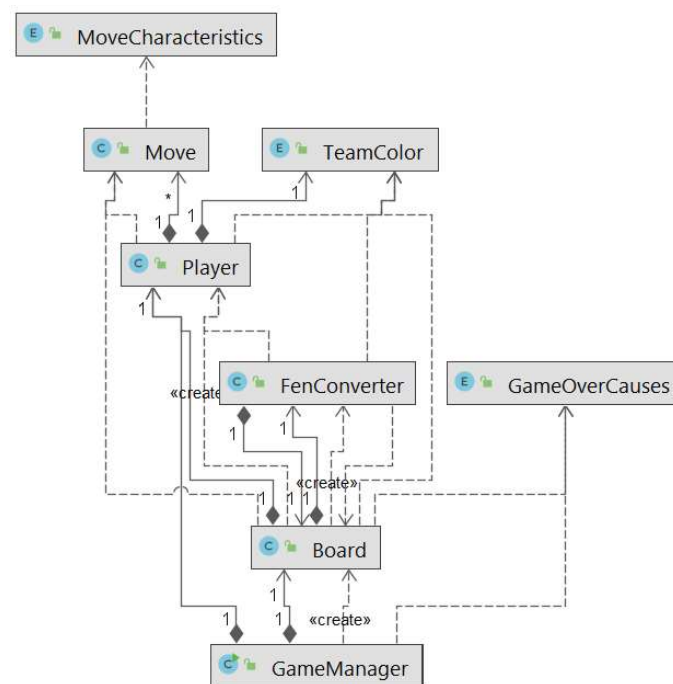 E MoveCharacteristics
C Move
E TeamColor
1
*
1
1
C Player
1
C FenConverter
E GameOverCauses
«create»
1
1
1
1
1
«create»
C Board
1
1
1
«create»
C GameManager